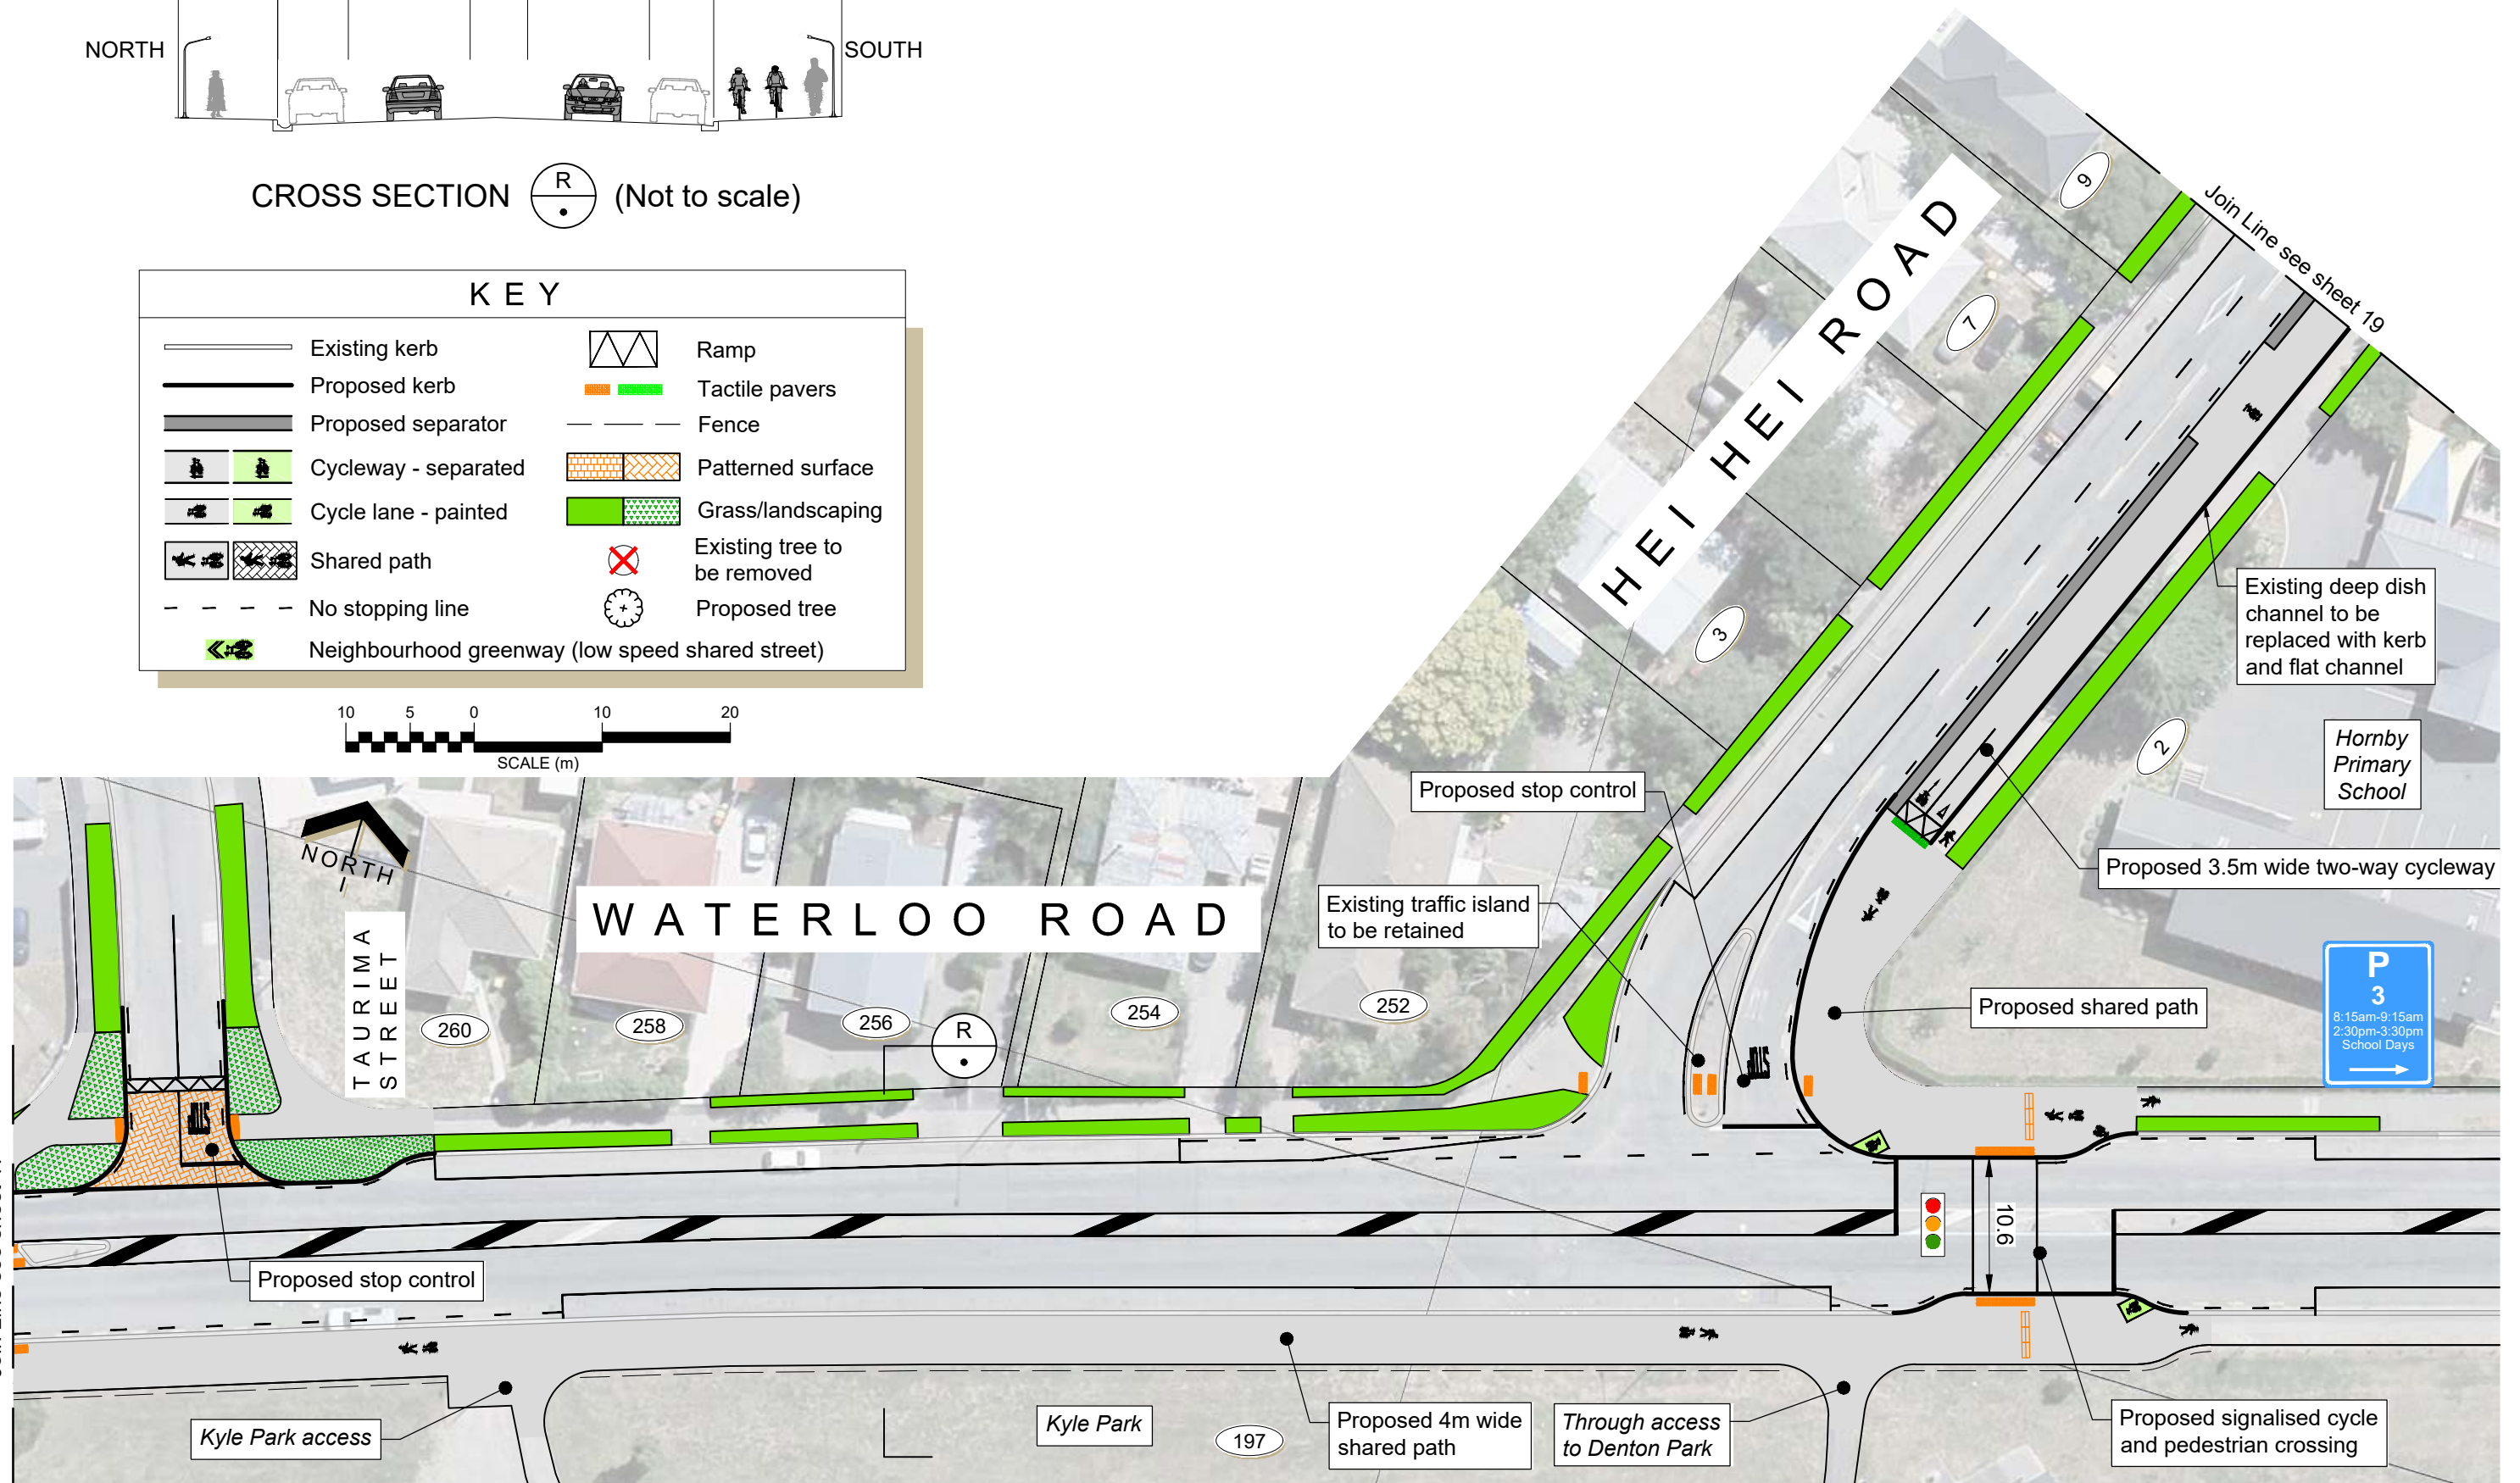 NORTH
SOUTH
CROSS SECTION
R
(Not to scale)
KEY
Existing kerb
Proposed kerb
Proposed separator
Cycleway - separated
Cycle lane - painted
Shared path
No stopping line
Neighbourhood greenway (low speed shared street)
Ramp
Tactile pavers
Fence
Patterned surface
Grass/landscaping
Existing tree to
be removed
Proposed tree
10 5 0 10 20
SCALE (m)
Join Line see sheet 19
HEI HEI ROAD
9
7
3
2
Existing deep dish
channel to be
replaced with kerb
and flat channel
Hornby
Primary
School
Proposed stop control
Proposed 3.5m wide two-way cycleway
Existing traffic island
to be retained
Proposed shared path
P
3
8:15am-9:15am
2:30pm-3:30pm
School Days
NORTH
WATERLOO ROAD
TAURIMA
STREET
260
258
256
R
254
252
STOP
STOP
10.6
Proposed stop control
Kyle Park access
Kyle Park
197
Proposed 4m wide
shared path
Through access
to Denton Park
Proposed signalised cycle
and pedestrian crossing